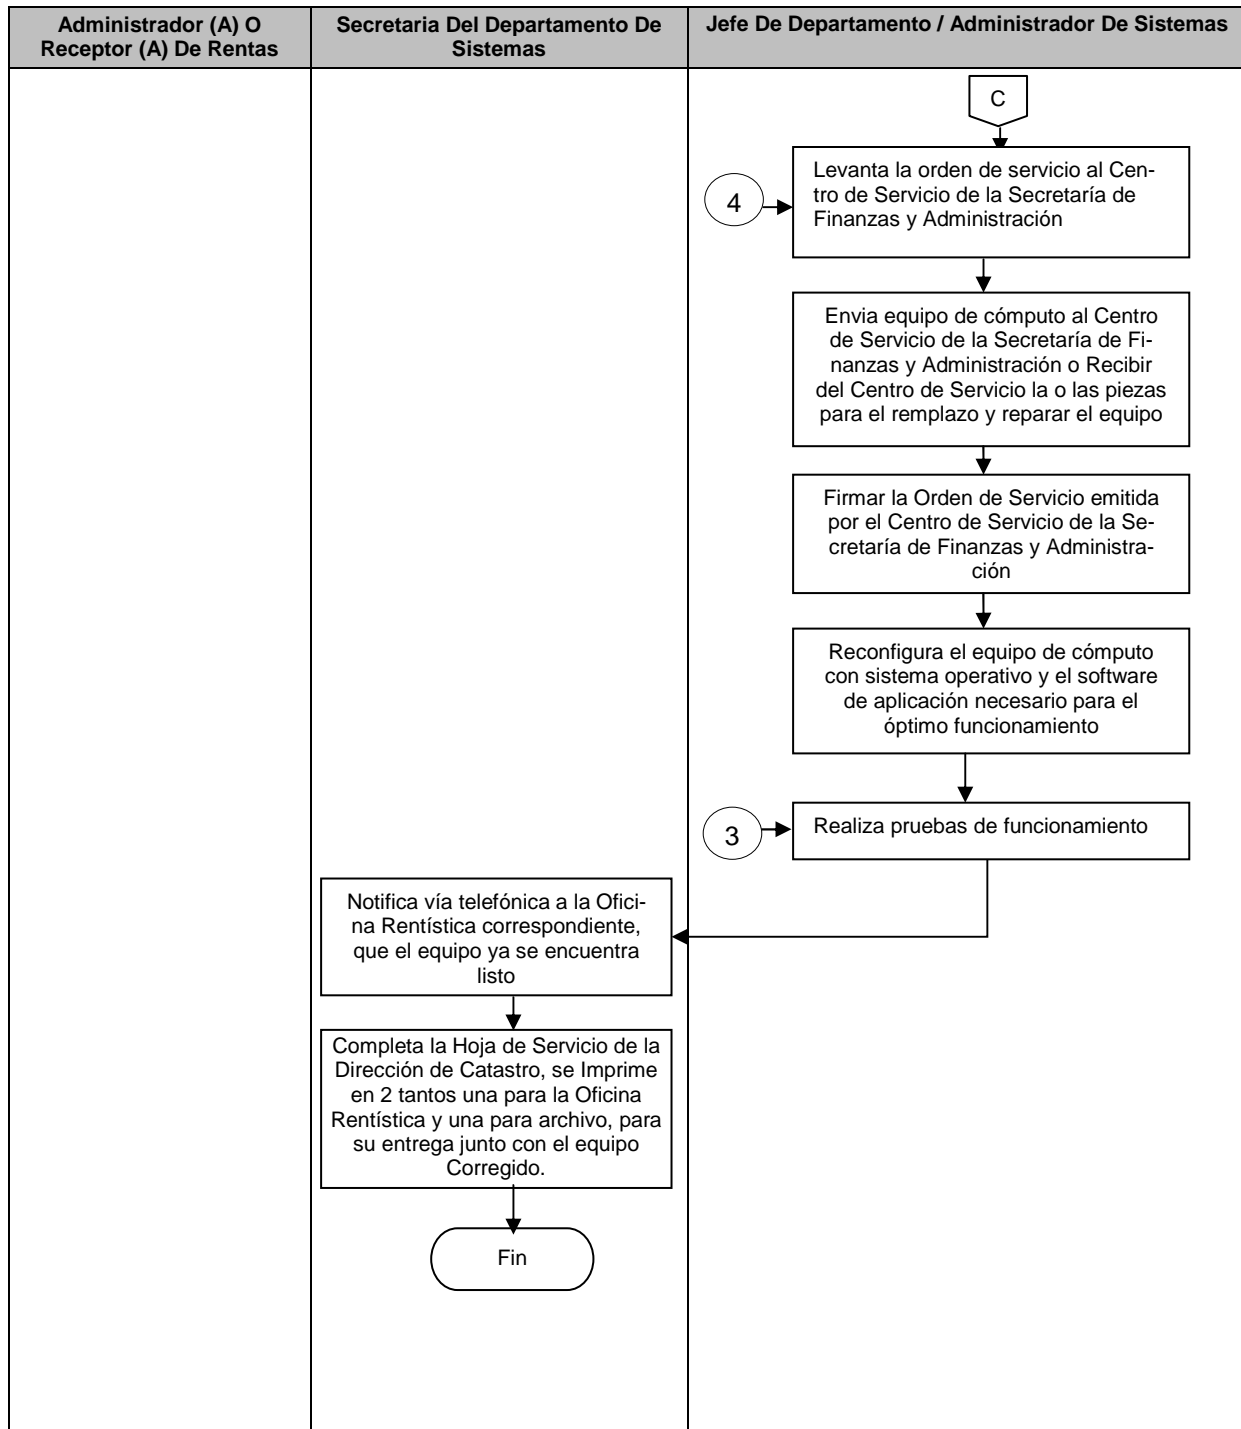 Administrador (A) O
Receptor (A) De Rentas
Secretaria Del Departamento De
Sistemas
Jefe De Departamento / Administrador De Sistemas
C
4
Levanta la orden de servicio al Cen-
tro de Servicio de la Secretaría de
Finanzas y Administración
Envia equipo de cómputo al Centro
de Servicio de la Secretaría de Fi-
nanzas y Administración o Recibir
del Centro de Servicio la o las piezas
para el remplazo y reparar el equipo
Firmar la Orden de Servicio emitida
por el Centro de Servicio de la Se-
cretaría de Finanzas y Administra-
ción
Reconfigura el equipo de cómputo
con sistema operativo y el software
de aplicación necesario para el
óptimo funcionamiento
3
Realiza pruebas de funcionamiento
Notifica vía telefónica a la Ofici-
na Rentística correspondiente,
que el equipo ya se encuentra
listo
Completa la Hoja de Servicio de la
Dirección de Catastro, se Imprime
en 2 tantos una para la Oficina
Rentística y una para archivo, para
su entrega junto con el equipo
Corregido.
Fin